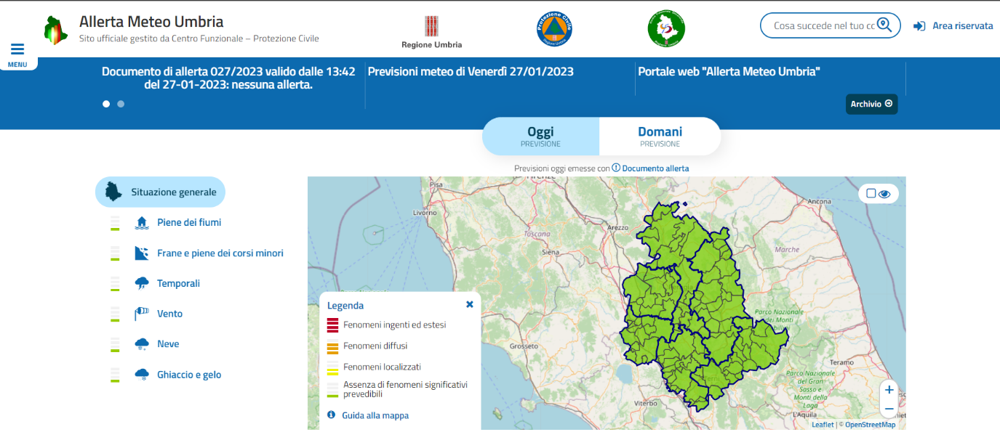 Allerta Meteo Umbria
Sito ufficiale gestito da Centro Funzionale – Protezione Civile
Regione Umbria
Protezione Civile
Regione Umbria
Cosa succede nel tuo cc
Area riservata
MENU
Documento di allerta 027/2023 valido dalle 13:42
del 27-01-2023: nessuna allerta.
Previsioni meteo di Venerdì 27/01/2023
Portale web "Allerta Meteo Umbria"
Archivio
Oggi
PREVISIONE
Domani
PREVISIONE
Previsioni oggi emesse con Documento allerta
Situazione generale
Piene dei fiumi
Frane e piene dei corsi minori
Temporali
Vento
Neve
Ghiaccio e gelo
Firenze
Pisa
Livorno
Ancona
Arezzo
Toscana
Siena
Marche
Parco Nazionale
dei Monti
Grosseto
Teramo
Parco Nazionale
del Gran
Sasso e
Monti della
Laga
Viterbo
L'Aquila
Legenda
Fenomeni ingenti ed estesi
Fenomeni diffusi
Fenomeni localizzati
Assenza di fenomeni significativi
prevedibili
Guida alla mappa
+
−
Leaflet | © OpenStreetMap